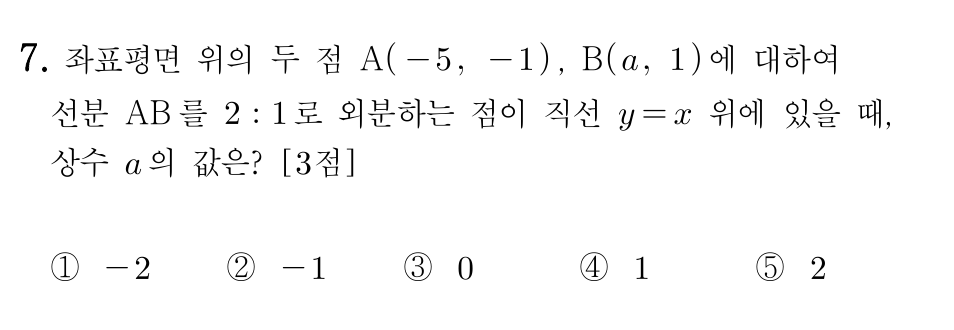 7. 좌표평면 위의 두 점 A(−5, −1), B(a, 1)에 대하여
선분 AB를 2 : 1로 외분하는 점이 직선 y=x 위에 있을 때,
상수 a의 값은? [3점]
① −2 ② −1 ③ 0 ④ 1 ⑤ 2